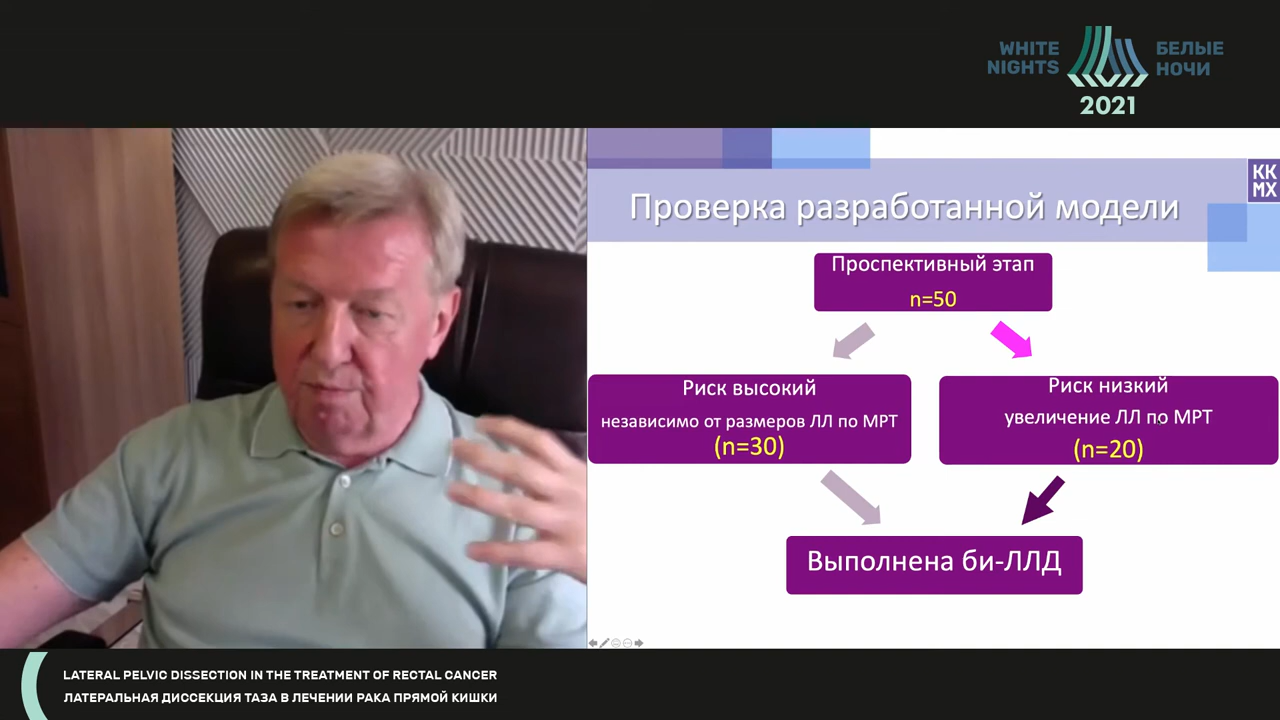 WHITE NIGHTS
БЕЛЫЕ НОЧИ
2021
КК
МХ
Проверка разработанной модели
Проспективный этап
n=50
Риск высокий
независимо от размеров ЛЛ по МРТ
(n=30)
Риск низкий
увеличение ЛЛ по МРТ
(n=20)
Выполнена би-ЛЛД
LATERAL PELVIC DISSECTION IN THE TREATMENT OF RECTAL CANCER
ЛАТЕРАЛЬНАЯ ДИССЕКЦИЯ ТАЗА В ЛЕЧЕНИИ РАКА ПРЯМОЙ КИШКИ